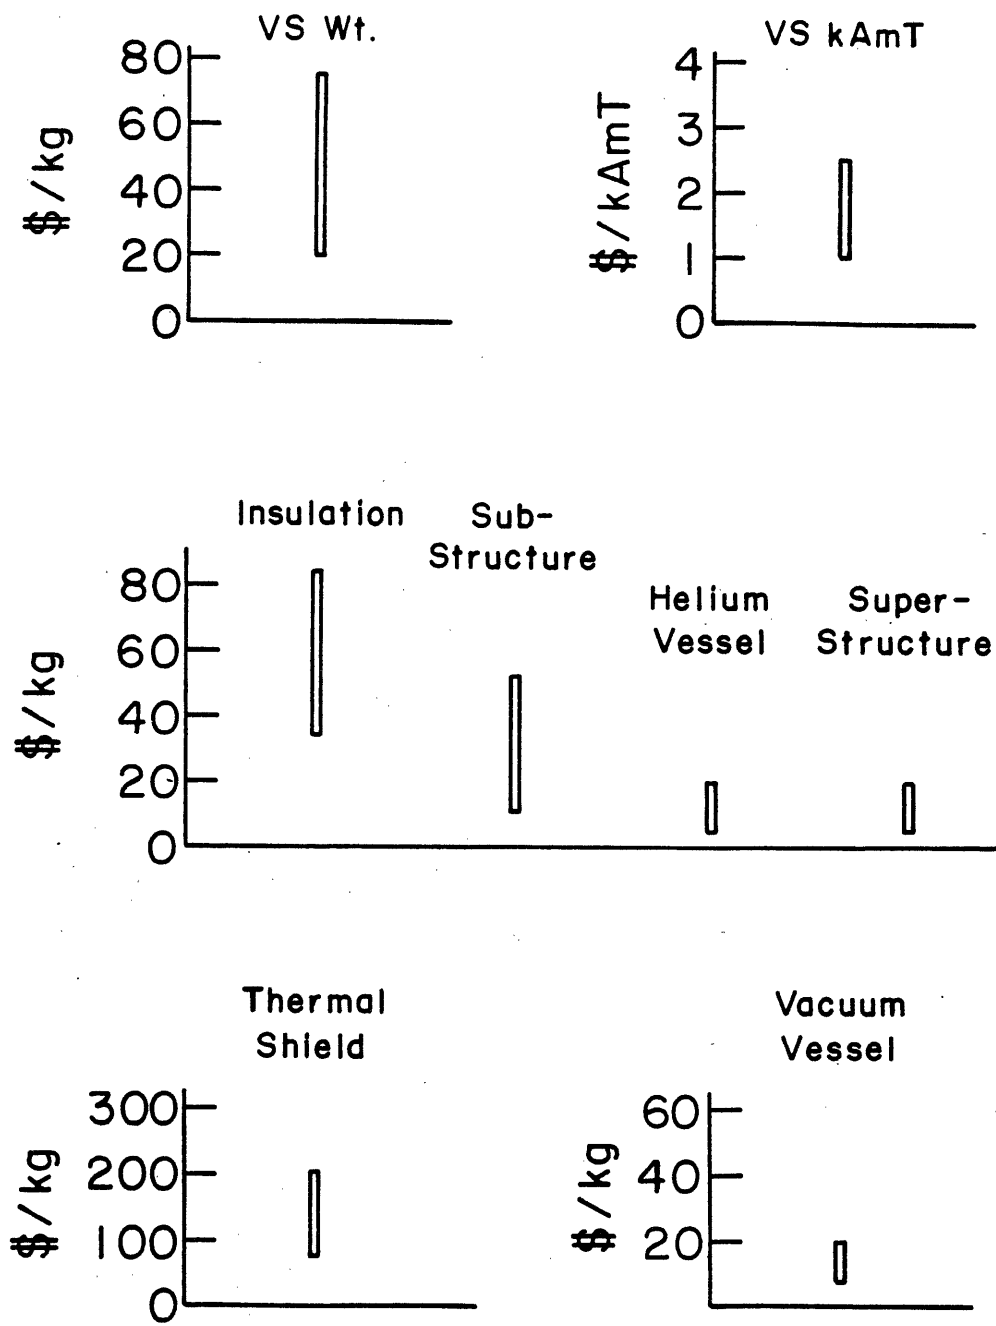 VS Wt.
80
60
40
20
0
$/kg
VS kAmT
4
3
2
1
0
$/kAmT
Insulation
Sub-
Structure
Helium
Vessel
Super-
Structure
80
60
40
20
0
$/kg
Thermal
Shield
300
200
100
0
$/kg
Vacuum
Vessel
60
40
20
$/kg